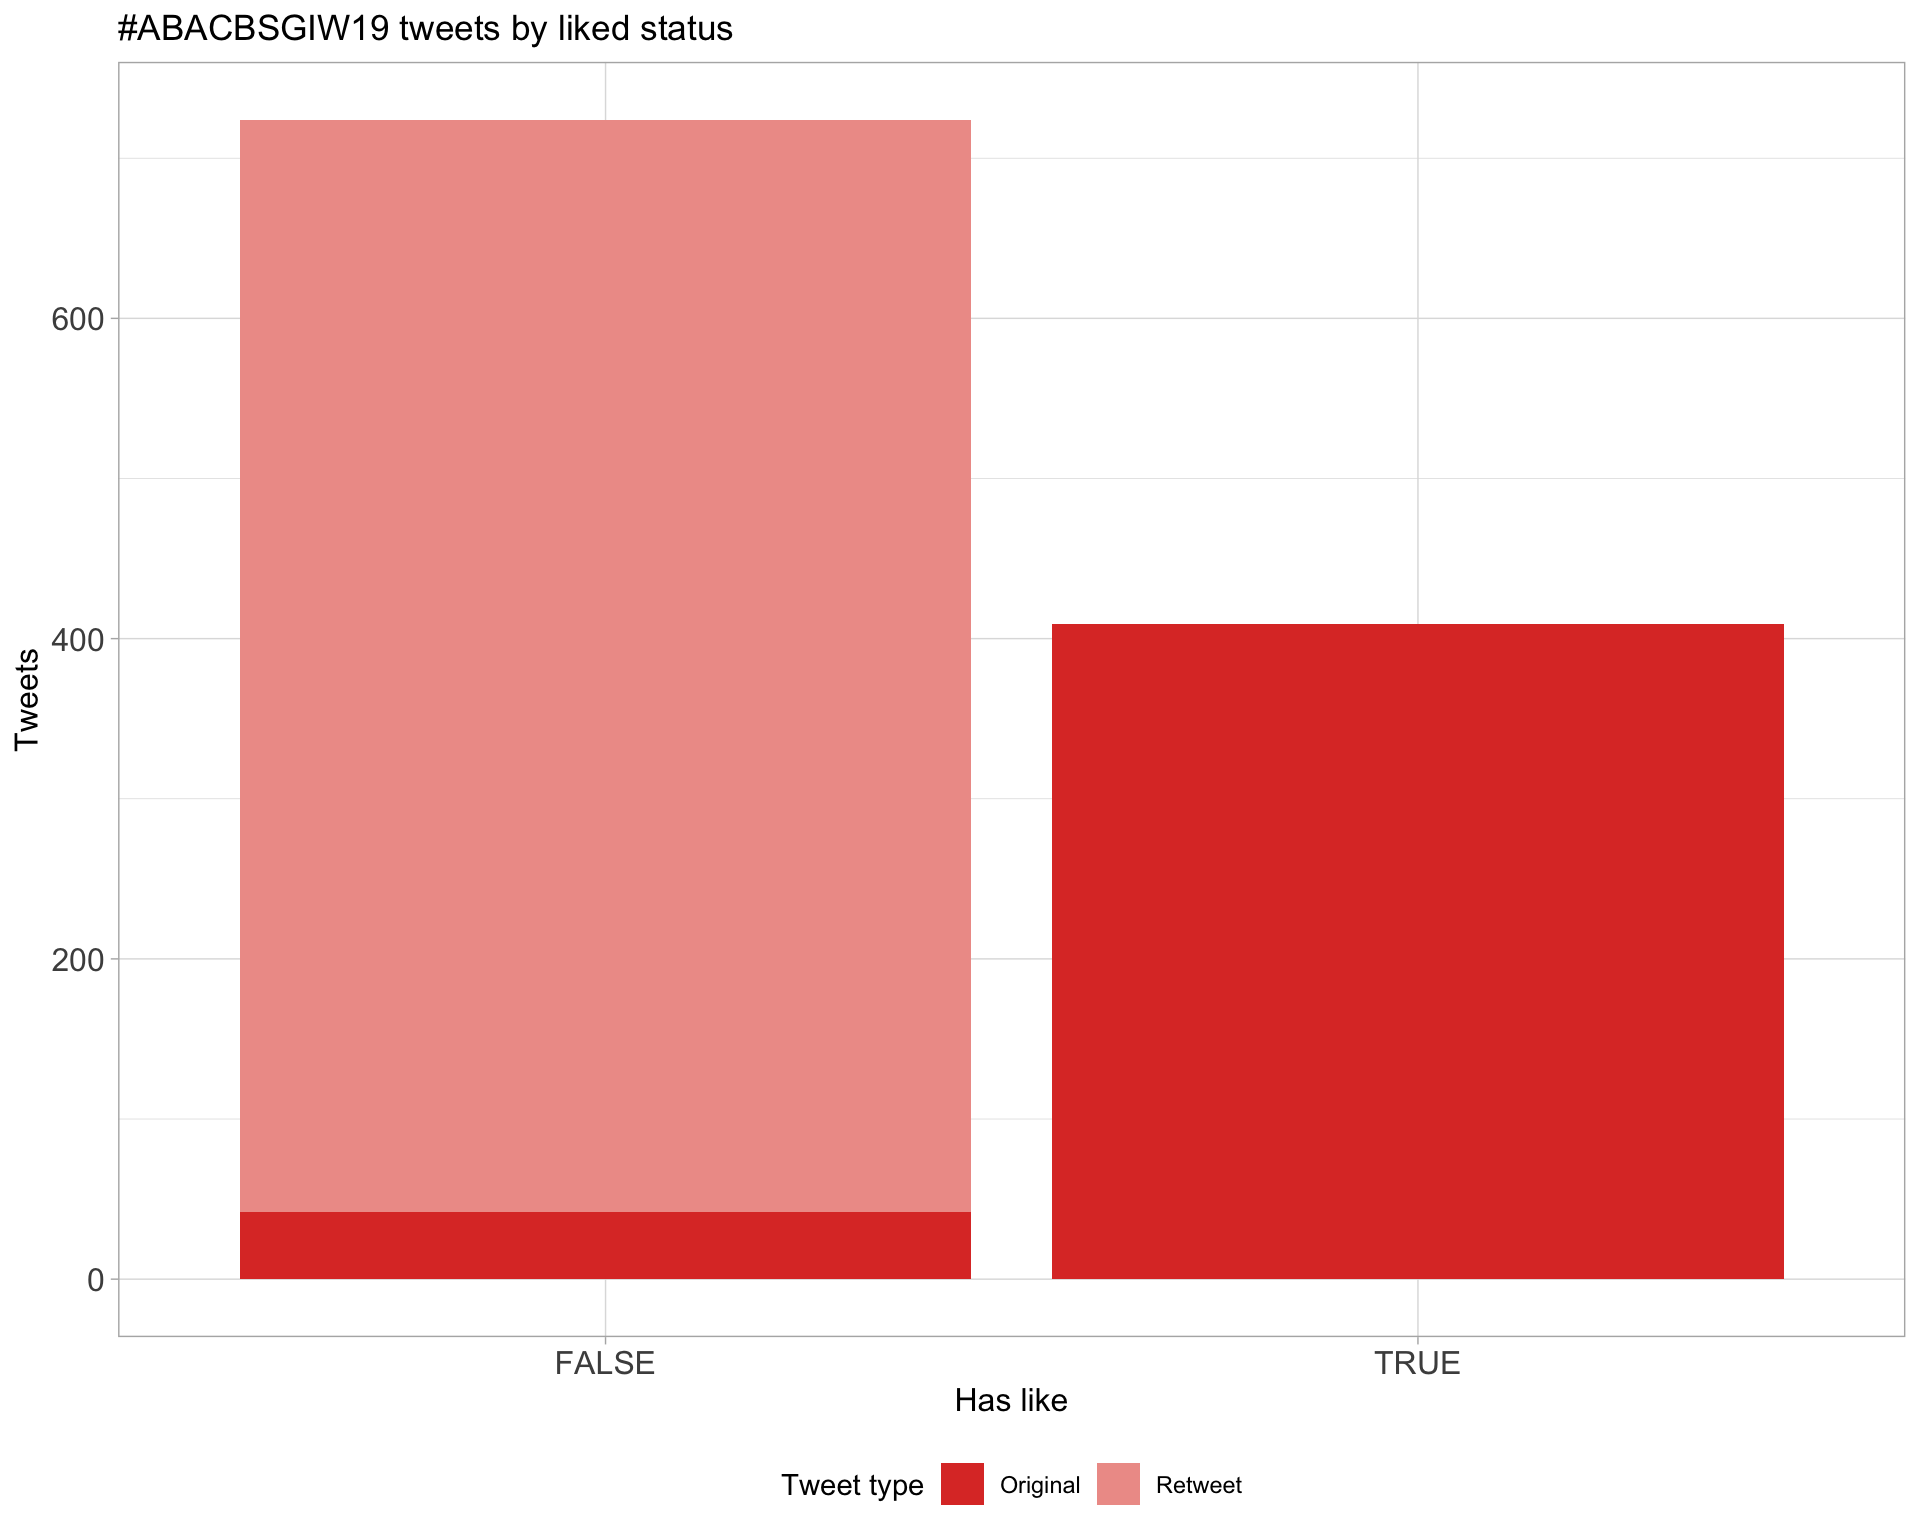 #ABACBSGIW19 tweets by liked status
Tweets
600
400
200
0
FALSE
TRUE
Has like
Tweet type
Original
Retweet